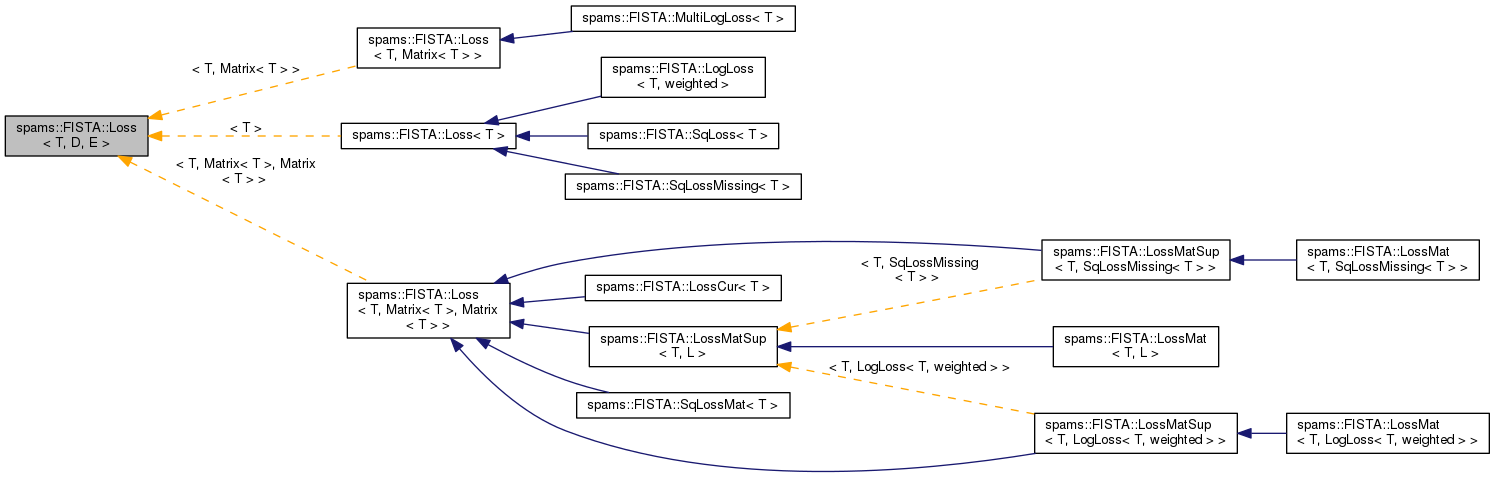 spams::FISTA::MultiLogLoss< T >
spams::FISTA::Loss
< T, Matrix< T > >
< T, Matrix< T > >
spams::FISTA::LogLoss
< T, weighted >
spams::FISTA::Loss
< T, D, E >
< T >
spams::FISTA::Loss< T >
spams::FISTA::SqLoss< T >
< T, Matrix< T >, Matrix
< T > >
spams::FISTA::SqLossMissing< T >
spams::FISTA::LossMatSup
< T, SqLossMissing< T > >
spams::FISTA::LossMat
< T, SqLossMissing< T > >
< T, SqLossMissing
< T > >
spams::FISTA::Loss
< T, Matrix< T >, Matrix
< T > >
spams::FISTA::LossCur< T >
spams::FISTA::LossMatSup
< T, L >
spams::FISTA::LossMat
< T, L >
< T, LogLoss< T, weighted > >
spams::FISTA::SqLossMat< T >
spams::FISTA::LossMatSup
< T, LogLoss< T, weighted > >
spams::FISTA::LossMat
< T, LogLoss< T, weighted > >